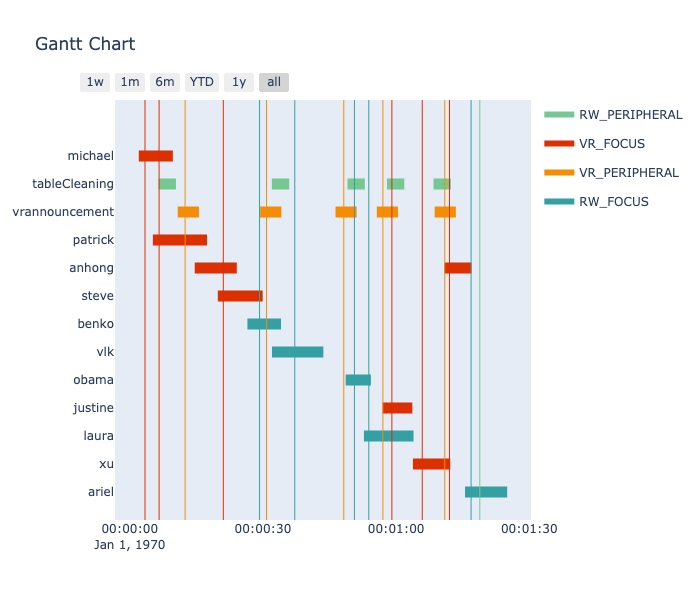 Gantt Chart
1w 1m 6m YTD 1y all
RW_PERIPHERAL
VR_FOCUS
VR_PERIPHERAL
RW_FOCUS
michael
tableCleaning
vrannouncement
patrick
anhong
steve
benko
vlk
obama
justine
laura
xu
ariel
00:00:00 00:00:30 00:01:00 00:01:30
Jan 1, 1970